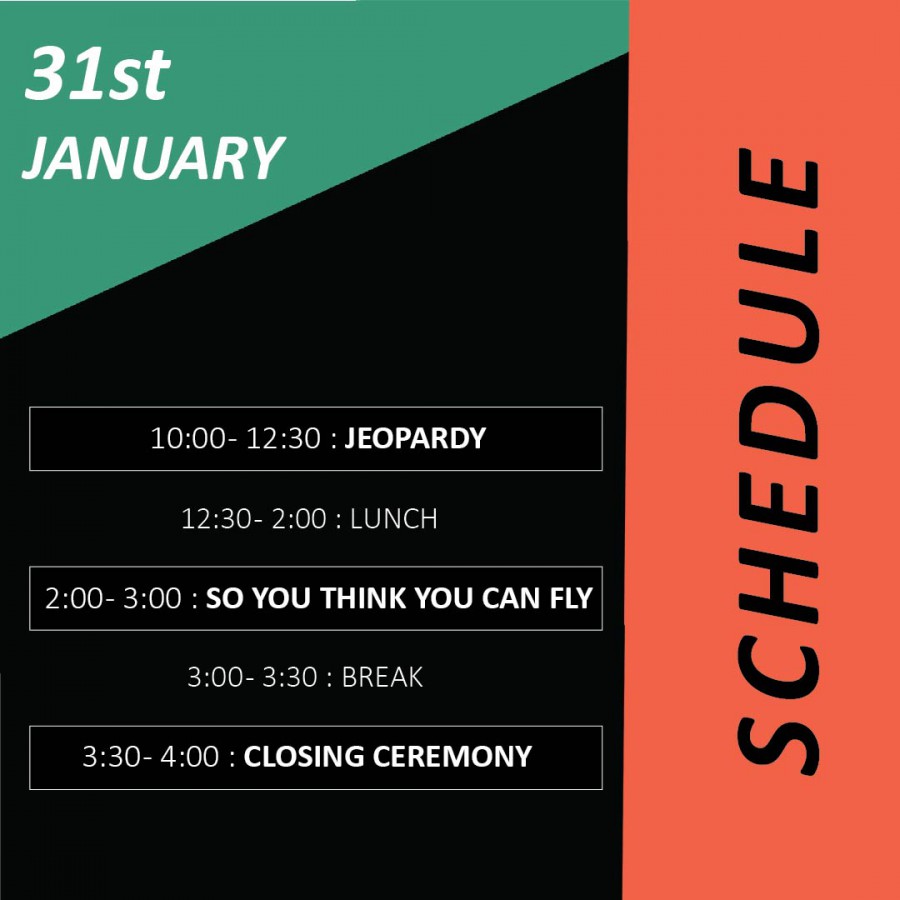 31st
JANUARY
10:00- 12:30 : JEOPARDY
12:30- 2:00 : LUNCH
2:00- 3:00 : SO YOU THINK YOU CAN FLY
3:00- 3:30 : BREAK
3:30- 4:00 : CLOSING CEREMONY
SCHEDULE